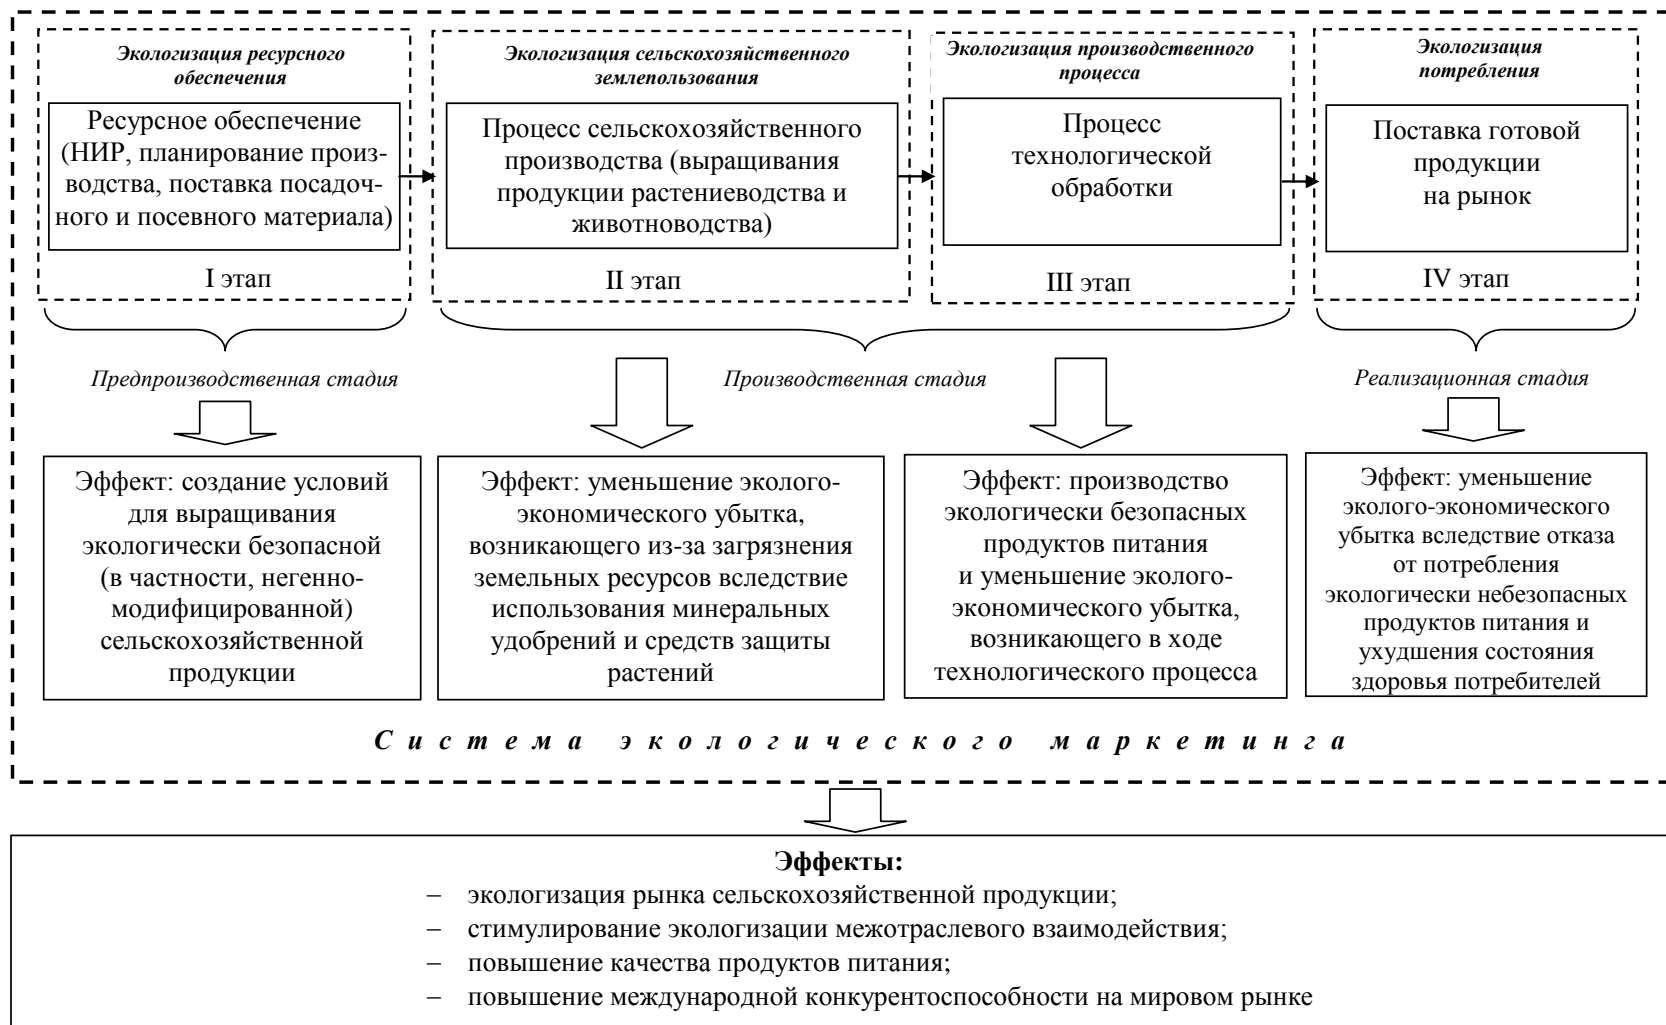 Экологизация ресурсного
обеспечения
Ресурсное обеспечение
(НИР, планирование произ-
водства, поставка посадоч-
ного и посевного материала)
I этап
Экологизация сельскохозяйственного
землепользования
Процесс сельскохозяйственного
производства (выращивания
продукции растениеводства и
животноводства)
II этап
Экологизация производственного
процесса
Процесс
технологической
обработки
III этап
Экологизация
потребления
Поставка готовой
продукции
на рынок
IV этап
Предпроизводственная стадия
Производственная стадия
Реализационная стадия
Эффект: создание условий
для выращивания
экологически безопасной
(в частности, негенно-
модифицированной)
сельскохозяйственной
продукции
Эффект: уменьшение эколого-
экономического убытка,
возникающего из-за загрязнения
земельных ресурсов вследствие
использования минеральных
удобрений и средств защиты
растений
Эффект: производство
экологически безопасных
продуктов питания
и уменьшение эколого-
экономического убытка,
возникающего в ходе
технологического процесса
Эффект: уменьшение
эколого-экономического
убытка вследствие отказа
от потребления
экологически небезопасных
продуктов питания и
ухудшения состояния
здоровья потребителей
Система экологического маркетинга
Эффекты:
– экологизация рынка сельскохозяйственной продукции;
– стимулирование экологизации межотраслевого взаимодействия;
– повышение качества продуктов питания;
– повышение международной конкурентоспособности на мировом рынке